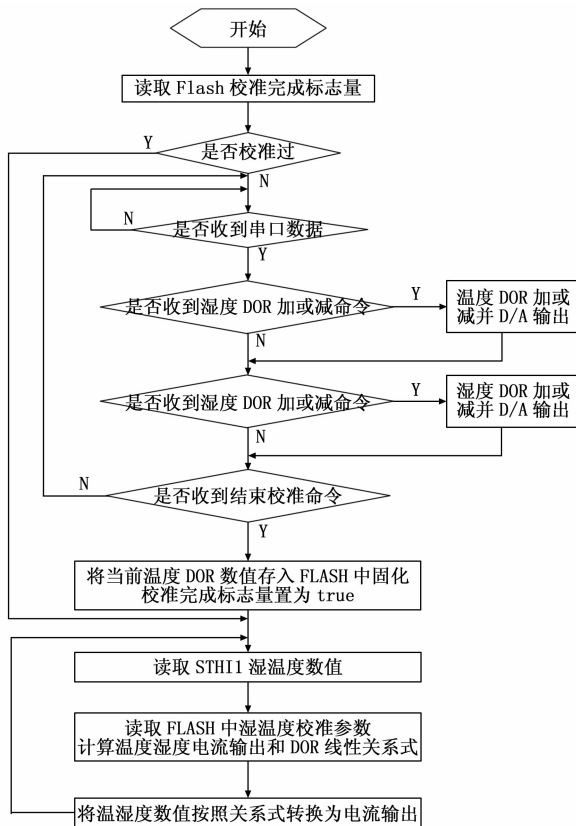 开始
读取 Flash 校准完成标志量
Y
是否校准过
N
N
是否收到串口数据
Y
是否收到湿度 DOR 加或减命令
Y
温度 DOR 加或
减并 D/A 输出
N
是否收到湿度 DOR 加或减命令
Y
湿度 DOR 加或
减并 D/A 输出
N
N
是否收到结束校准命令
Y
将当前温度 DOR 数值存入 FLASH 中固化
校准完成标志量置为 true
读取 STHI1 湿温度数值
读取 FLASH 中湿温度校准参数
计算温度湿度电流输出和 DOR 线性关系式
将温湿度数值按照关系式转换为电流输出